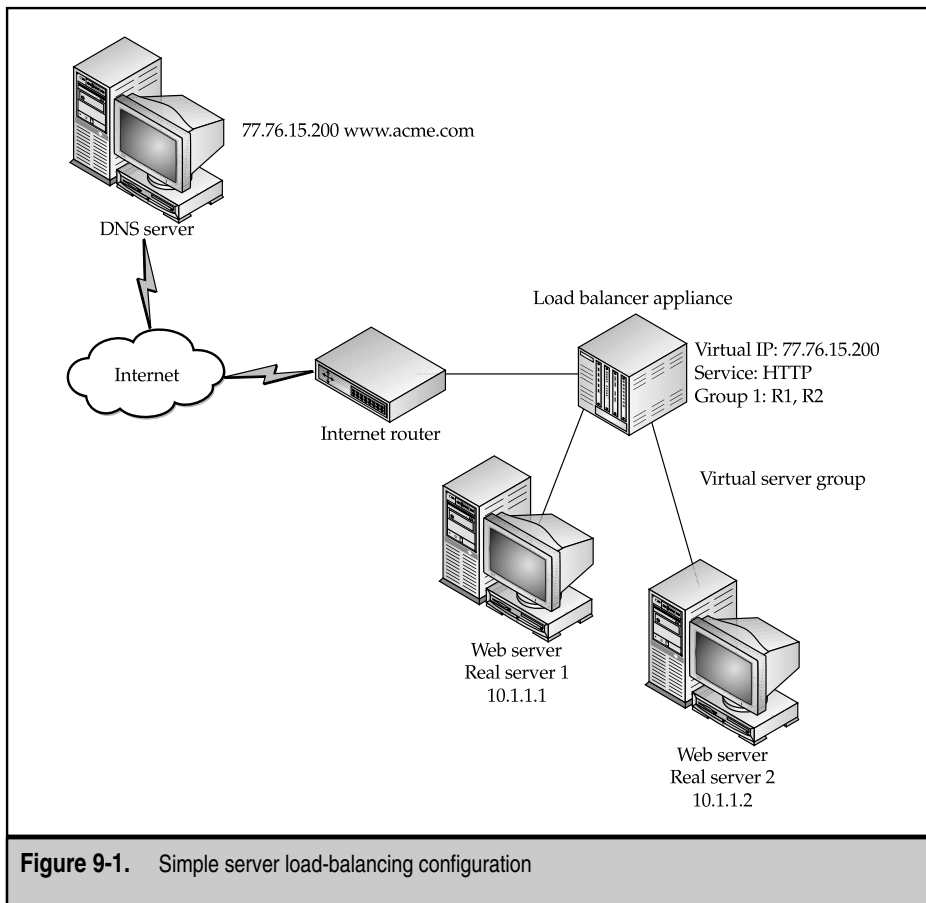 77.76.15.200 www.acme.com
DNS server
Load balancer appliance
Virtual IP: 77.76.15.200
Service: HTTP
Group 1: R1, R2
Internet
Internet router
Virtual server group
Web server
Real server 1
10.1.1.1
Web server
Real server 2
10.1.1.2
Figure 9-1. Simple server load-balancing configuration